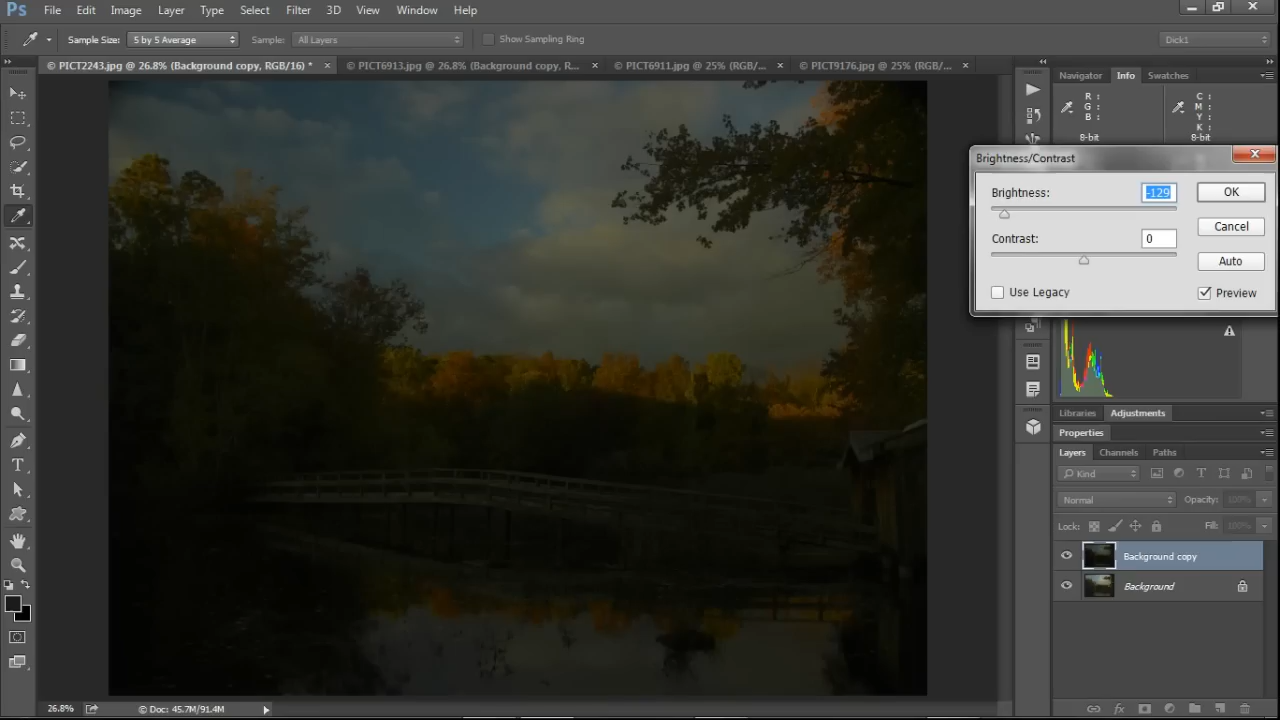 Ps File Edit Image Layer Type Select Filter 3D View Window Help
Sample Size: 5 by 5 Average Sample: All Layers Show Sampling Ring Dick1
© PICT2243.jpg @ 26.8% (Background copy, RGB/16) * × © PICT6913.jpg @ 26.8% (Background copy, R... × © PICT6911.jpg @ 25% (RGB/... × © PICT9176.jpg @ 25% (RGB/... ×
Navigator Info Swatches
R : C :
G : M :
B : Y :
K :
8-bit 8-bit
Brightness/Contrast
Brightness: -129 OK
Cancel
Contrast: 0
Auto
Use Legacy Preview
Libraries Adjustments
Properties
Layers Channels Paths
Kind
Normal Opacity: 100%
Lock: Fill: 100%
Background copy
Background
26.8% © Doc: 45.7M/91.4M